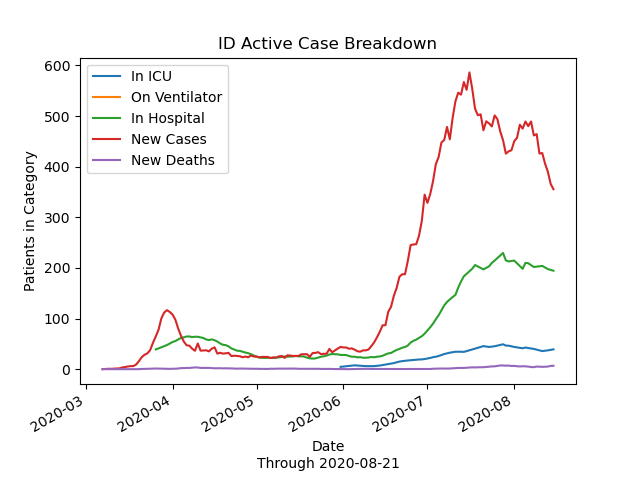 ID Active Case Breakdown
In ICU
On Ventilator
In Hospital
New Cases
New Deaths
Patients in Category
600
500
400
300
200
100
0
2020-03
2020-04
2020-05
2020-06
2020-07
2020-08
Date
Through 2020-08-21